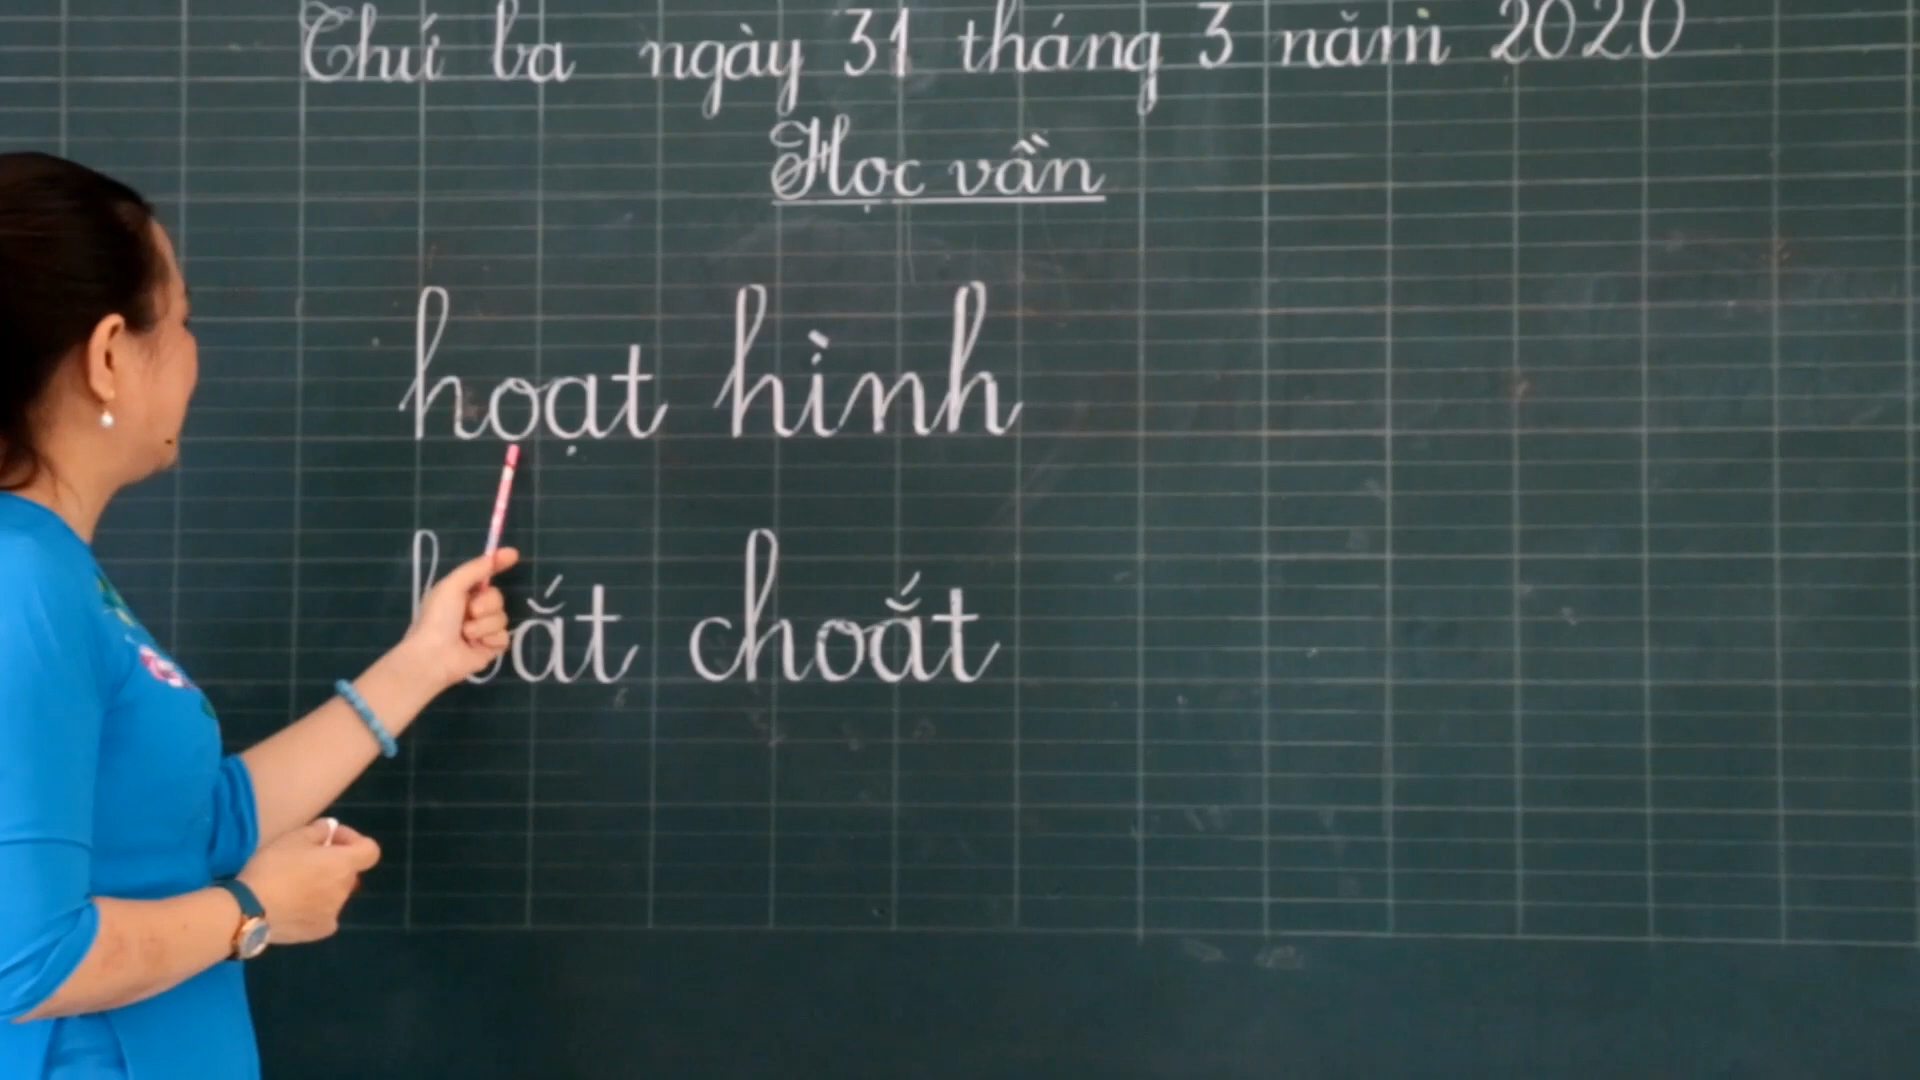 Thứ ba ngày 31 tháng 3 năm 2020
Học vần
hoạt hình
choắt